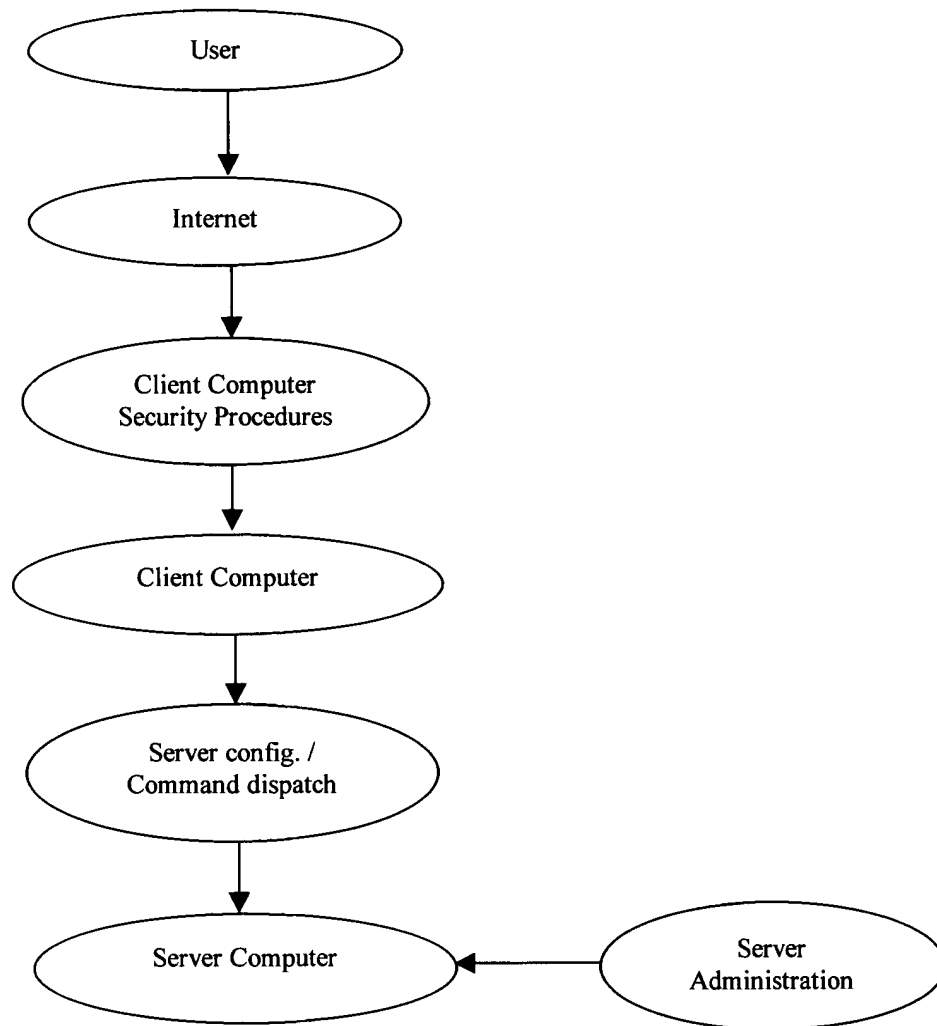 User
Internet
Client Computer
Security Procedures
Client Computer
Server config. /
Command dispatch
Server Computer
Server
Administration